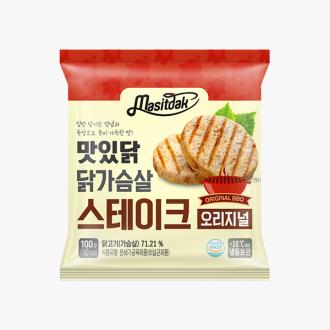 Masitdak
맛있닭
닭가슴살
스테이크
ORIGINAL BBQ
오리지널
100g
닭고기(가슴살) 71.21 %
-18℃ 이하
냉동보관